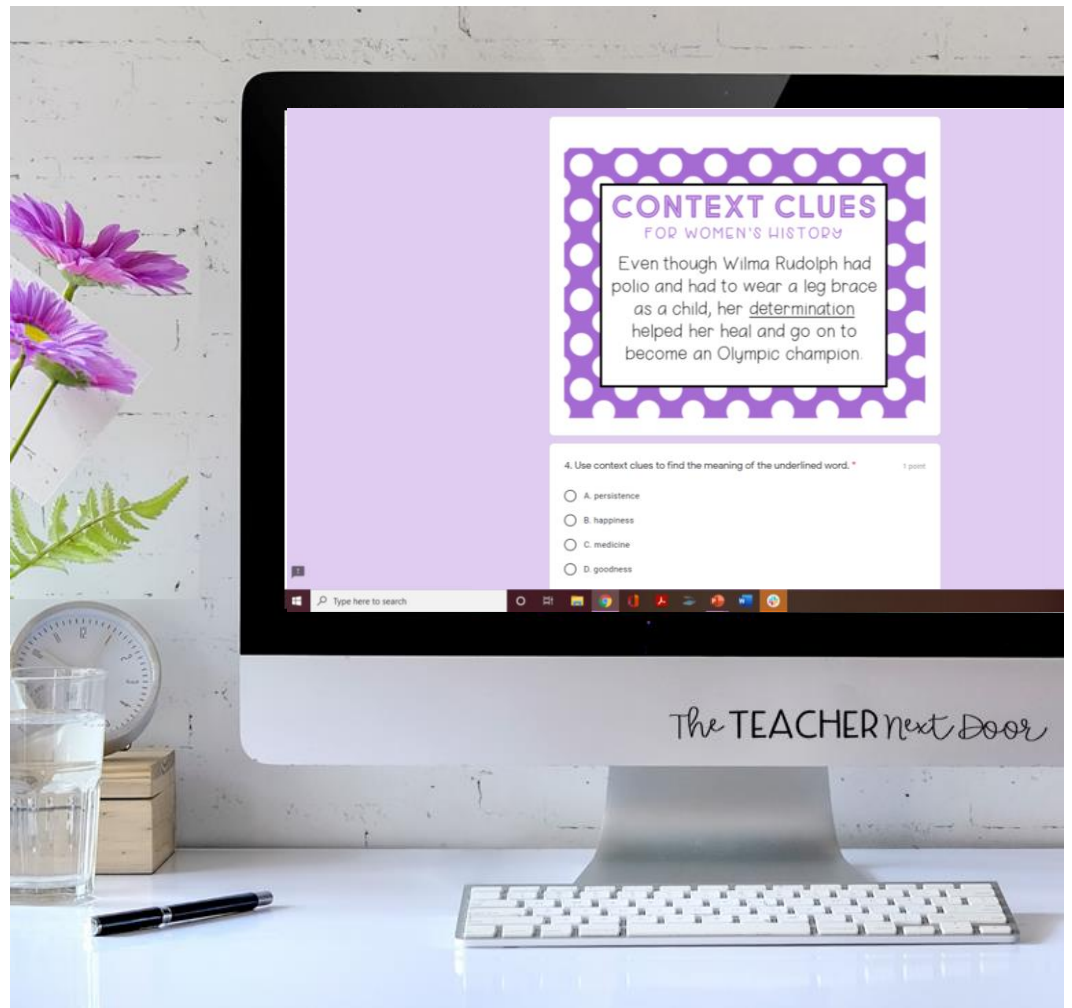 CONTEXT CLUES
FOR WOMEN'S HISTORY
Even though Wilma Rudolph had
polio and had to wear a leg brace
as a child, her determination
helped her heal and go on to
become an Olympic champion.
4. Use context clues to find the meaning of the underlined word. *
1 point
A. persistence
B. happiness
C. medicine
D. goodness
Type here to search
The TEACHER Next Door
12